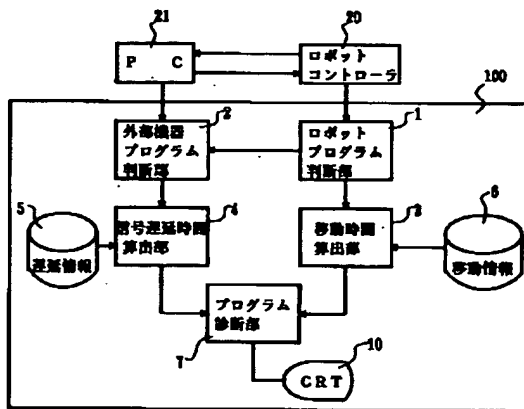 21
20
P C
ロボット
コントローラ
100
2
1
外部機器
プログラム
判断部
ロボット
プログラム
判断部
5
4
3
6
遅延情報
信号遅延時間
算出部
移動時間
算出部
移動情報
プログラム
診断部
7
10
CRT